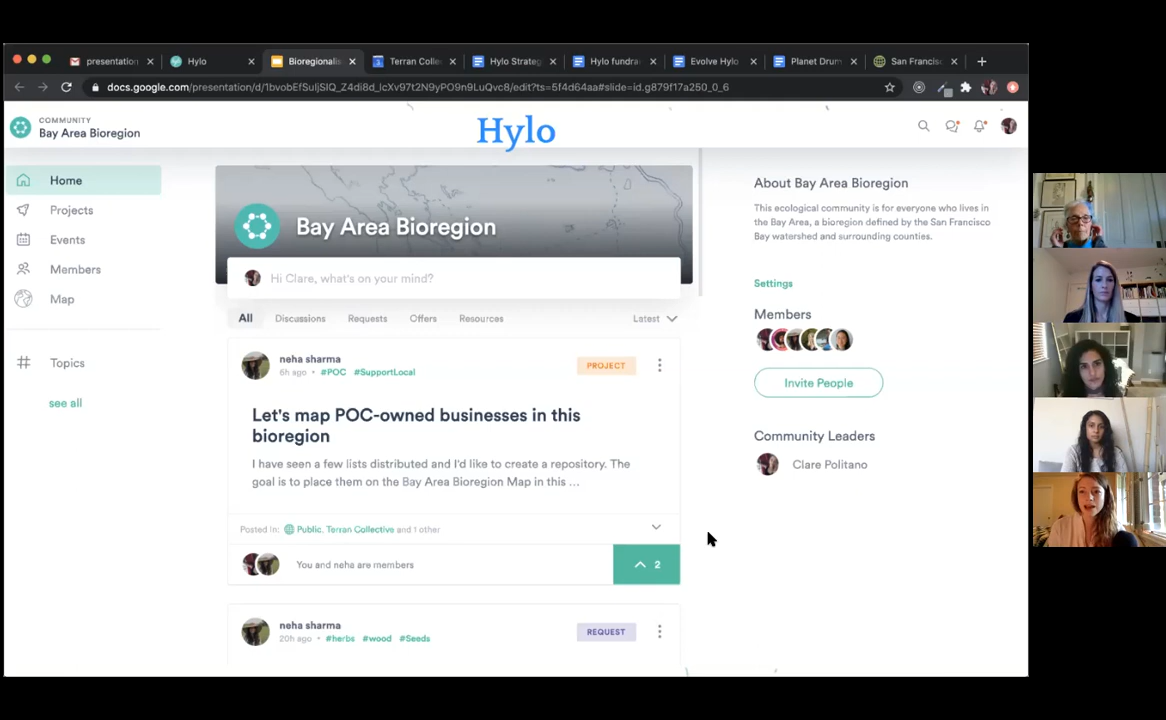 presentation
Hylo
Bioregionalis
Terran Colle
Hylo Strateg
Hylo fundra
Evolve Hylo
Planet Drum
San Francisc
docs.google.com/presentation/d/
COMMUNITY
Bay Area Bioregion
Hylo
Home
Projects
Events
Members
Map
Topics
see all
Bay Area Bioregion
Hi Clare, what's on your mind?
All Discussions Requests Offers Resources Latest
neha sharma
6h ago • #POC #SupportLocal
PROJECT
Let's map POC-owned businesses in this
bioregion
I have seen a few lists distributed and I'd like to create a repository. The
goal is to place them on the Bay Area Bioregion Map in this ...
Posted In: Public, Terran Collective and 1 other
You and neha are members
2
neha sharma
20h ago • #herbs #wood #Seeds
REQUEST
About Bay Area Bioregion
This ecological community is for everyone who lives in
the Bay Area, a bioregion defined by the San Francisco
Bay watershed and surrounding counties.
Settings
Members
Invite People
Community Leaders
Clare Politano